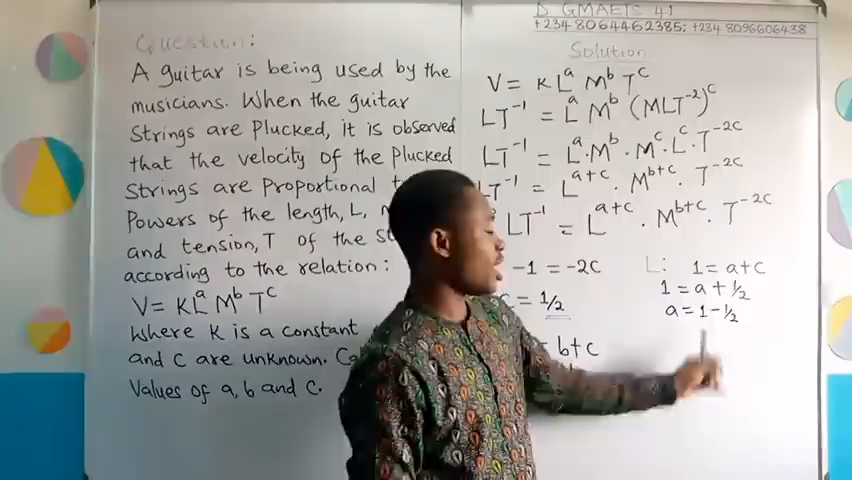 D GMAETS 41
+234 8064462385; +234 8096606438
Question:
A guitar is being used by the
musicians. When the guitar
Strings are Plucked, it is observed
that the velocity of the Plucked
Strings are Proportional
Powers of the length, L,
and tension, T of the
according to the relation:
V = KL^a M^b T^c
Where K is a constant
and c are unknown.
Values of a, b and c.
Solution
V = K L^a M^b T^c
LT^-1 = L^a M^b (MLT^-2)^c
LT^-1 = L^a · M^b · M^c · L^c · T^-2c
LT^-1 = L^a+c · M^b+c · T^-2c
LT^-1 = L^a+c · M^b+c · T^-2c
-1 = -2c
= 1/2
= b+c
L: 1 = a+c
1 = a + 1/2
a = 1 - 1/2